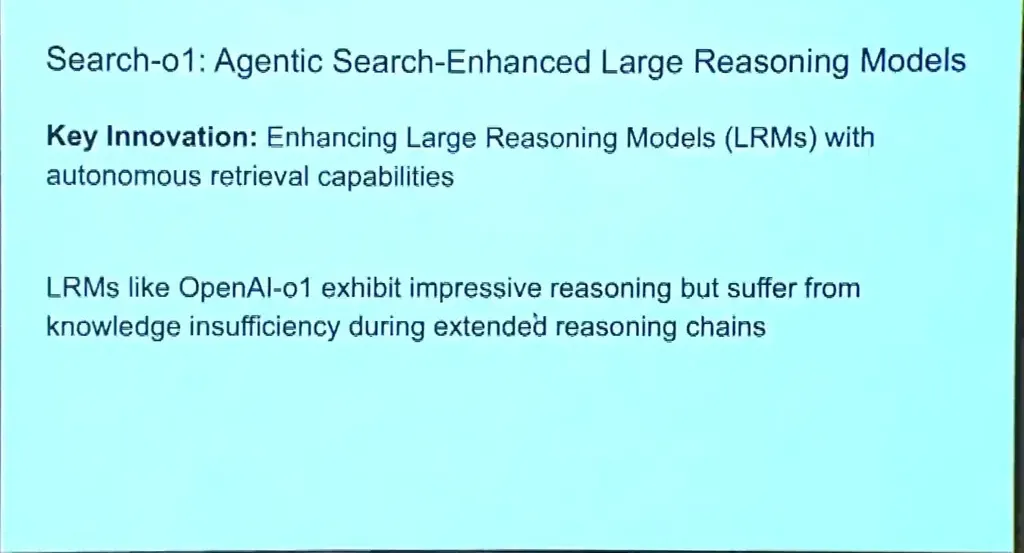 Search-o1: Agentic Search-Enhanced Large Reasoning Models
Key Innovation: Enhancing Large Reasoning Models (LRMs) with
autonomous retrieval capabilities
LRMs like OpenAI-o1 exhibit impressive reasoning but suffer from
knowledge insufficiency during extended reasoning chains